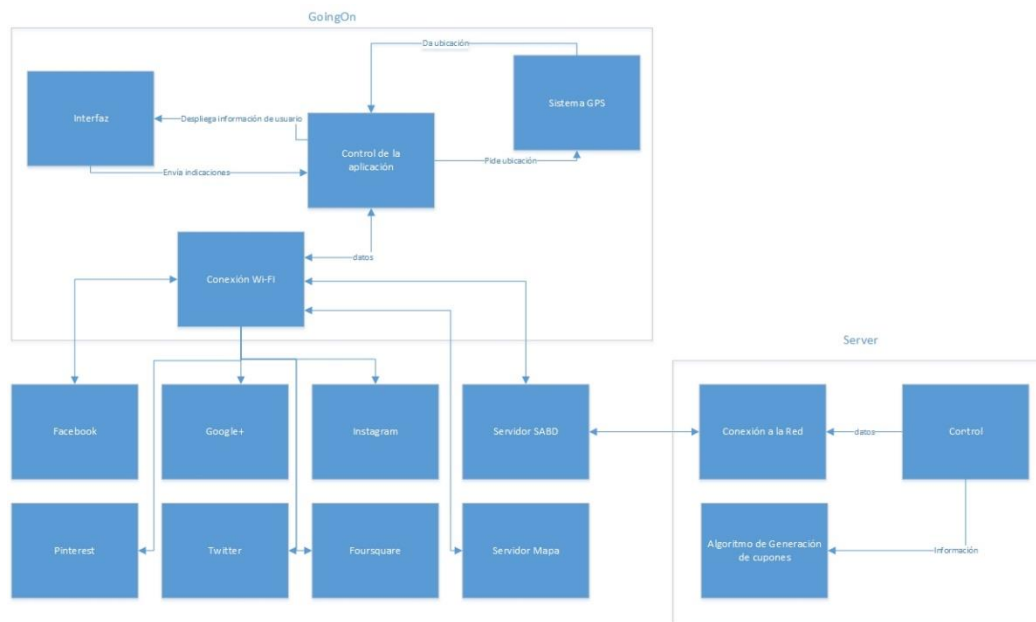 GoingOn
Da ubicación
Interfaz
Despliega información de usuario
Sistema GPS
Control de la
aplicación
Pide ubicación
Envía indicaciones
datos
Conexión Wi-Fi
Server
Facebook
Google+
Instagram
Servidor SABD
Conexión a la Red
datos
Control
Pinterest
Twitter
Foursquare
Servidor Mapa
Algoritmo de Generación
de cupones
Información